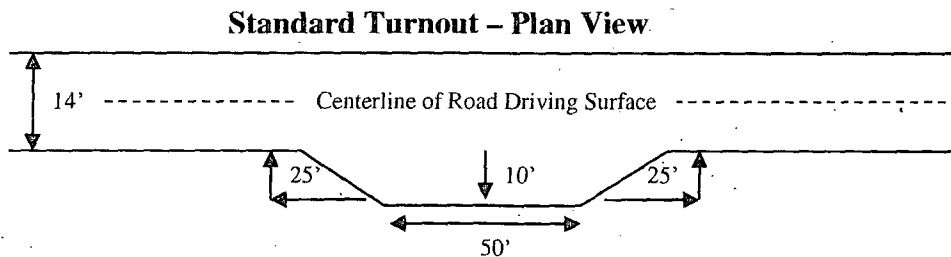 Standard Turnout – Plan View
14'
Centerline of Road Driving Surface
25'
10'
25'
50'